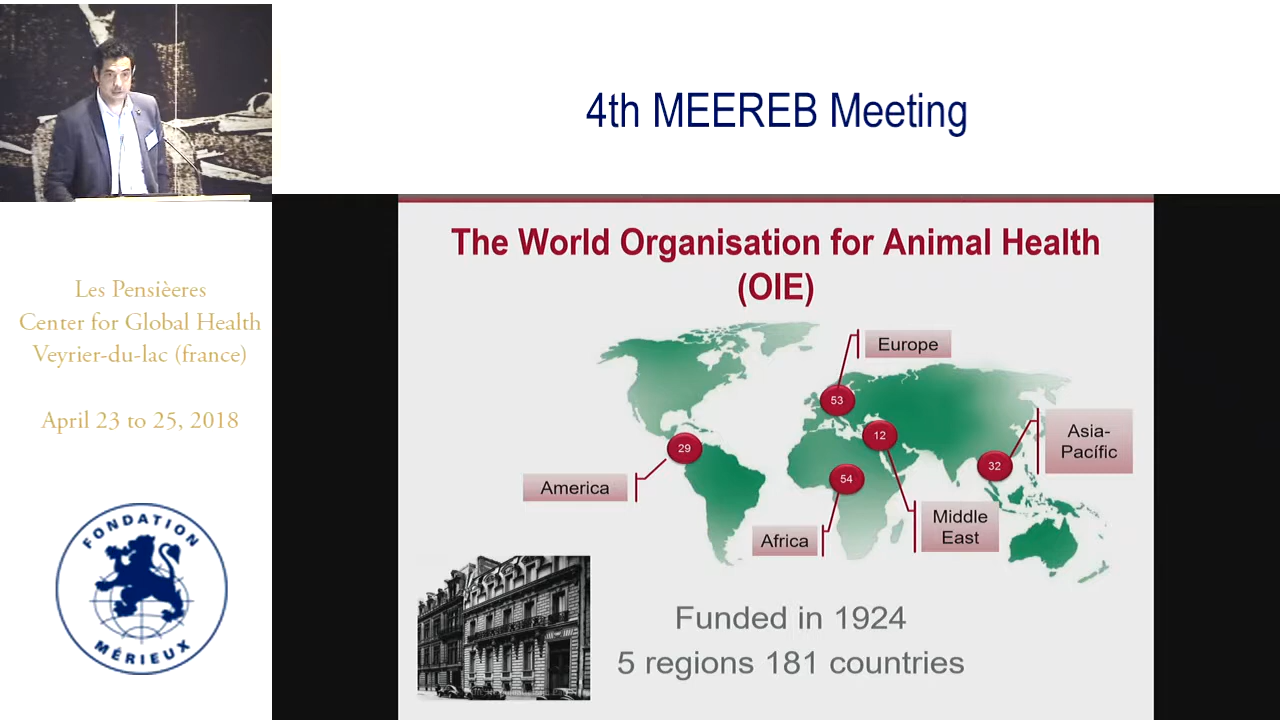 4th MEEREB Meeting
Les Pensièeres
Center for Global Health
Veyrier-du-lac (france)
April 23 to 25, 2018
FONDATION
MÉRIEUX
The World Organisation for Animal Health
(OIE)
Europe
53
12
Asia-
Pacífic
32
29
54
America
Africa
Middle
East
Funded in 1924
5 regions 181 countries